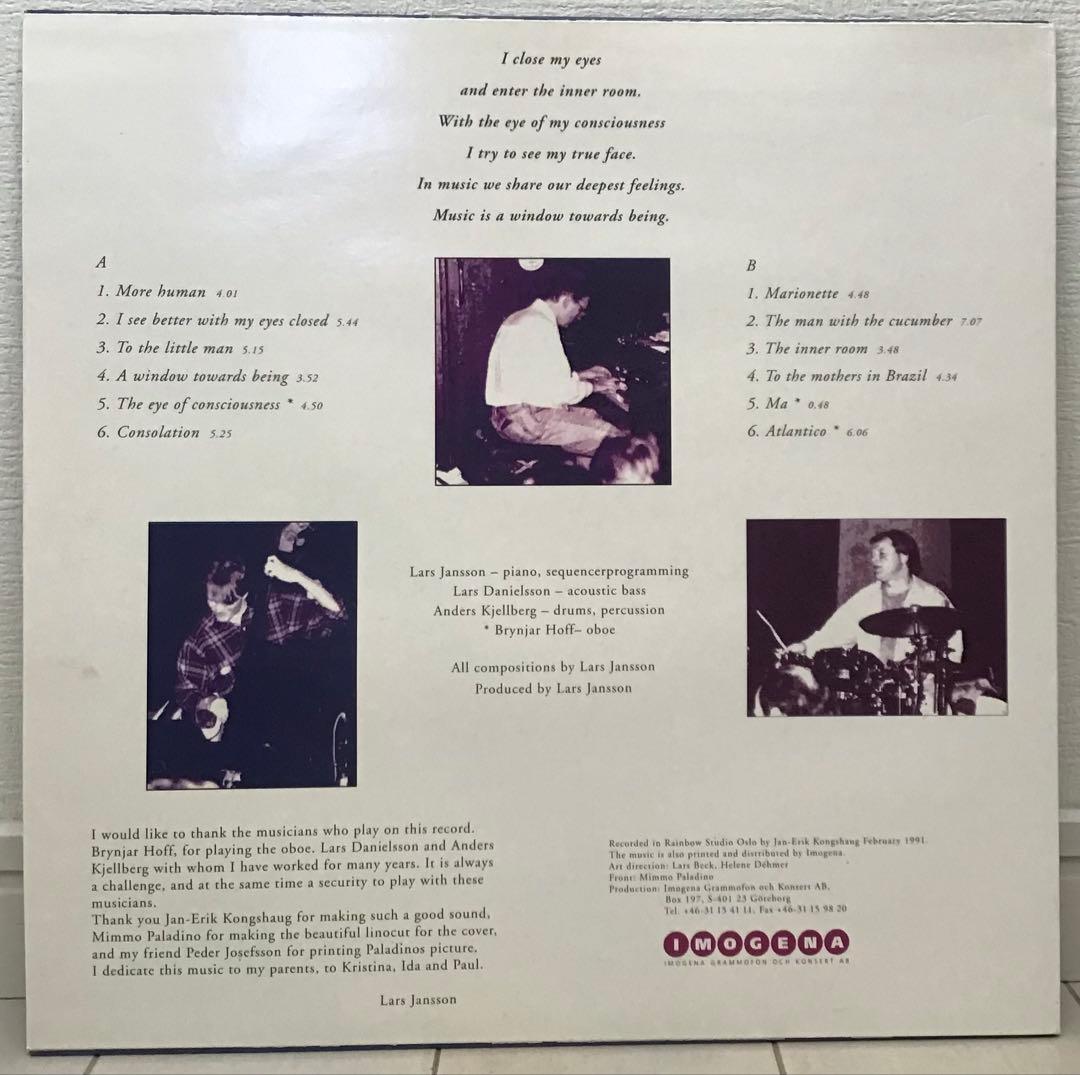 I close my eyes
and enter the inner room.
With the eye of my consciousness
I try to see my true face.
In music we share our deepest feelings.
Music is a window towards being.
A
1. More human 4.01
2. I see better with my eyes closed 5.44
3. To the little man 5.15
4. A window towards being 3.52
5. The eye of consciousness * 4.50
6. Consolation 5.25
B
1. Marionette 4.48
2. The man with the cucumber 7.07
3. The inner room 3.48
4. To the mothers in Brazil 4.34
5. Ma * 0.48
6. Atlantico * 6.06
Lars Jansson – piano, sequencerprogramming
Lars Danielsson – acoustic bass
Anders Kjellberg – drums, percussion
* Brynjar Hoff– oboe
All compositions by Lars Jansson
Produced by Lars Jansson
I would like to thank the musicians who play on this record.
Brynjar Hoff, for playing the oboe. Lars Danielsson and Anders
Kjellberg with whom I have worked for many years. It is always
a challenge, and at the same time a security to play with these
musicians.
Thank you Jan-Erik Kongshaug for making such a good sound,
Mimmo Paladino for making the beautiful linocut for the cover,
and my friend Peder Josefsson for printing Paladinos picture.
I dedicate this music to my parents, to Kristina, Ida and Paul.
Lars Jansson
Recorded in Rainbow Studio Oslo by Jan-Erik Kongshaug February 1991.
The music is also printed and distributed by Imogena.
Art direction: Lars Beck, Helene Déhmer
Front: Mimmo Paladino
Production: Imogena Grammofon och Konsert AB,
Box 197, S-401 23 Göteborg
Tel. +46-31 13 41 11, Fax +46-31 15 98 20
IMOGENA
IMOGENA GRAMMOFON OCH KONSERT AB